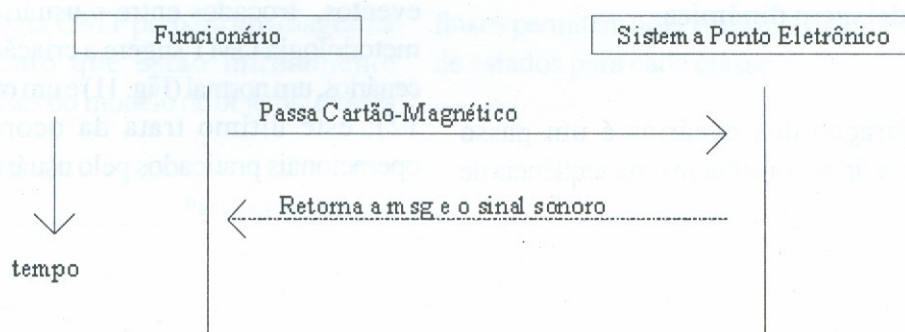 Funcionário
Sistema Ponto Eletrônico
Passa Cartão-Magnético
Retorna a msg e o sinal sonoro
tempo